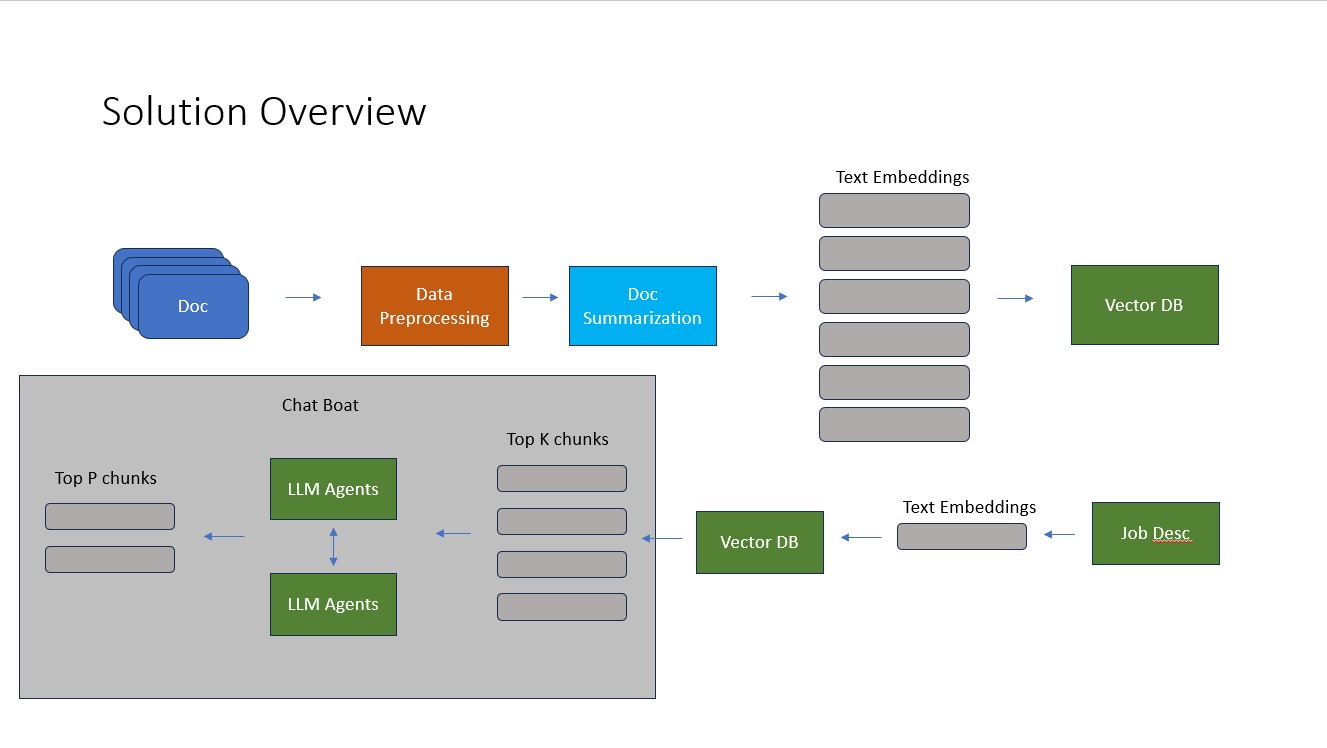 Solution Overview
Text Embeddings
Doc
Data
Preprocessing
Doc
Summarization
Vector DB
Chat Boat
Top K chunks
Top P chunks
LLM Agents
LLM Agents
Vector DB
Text Embeddings
Job Desc